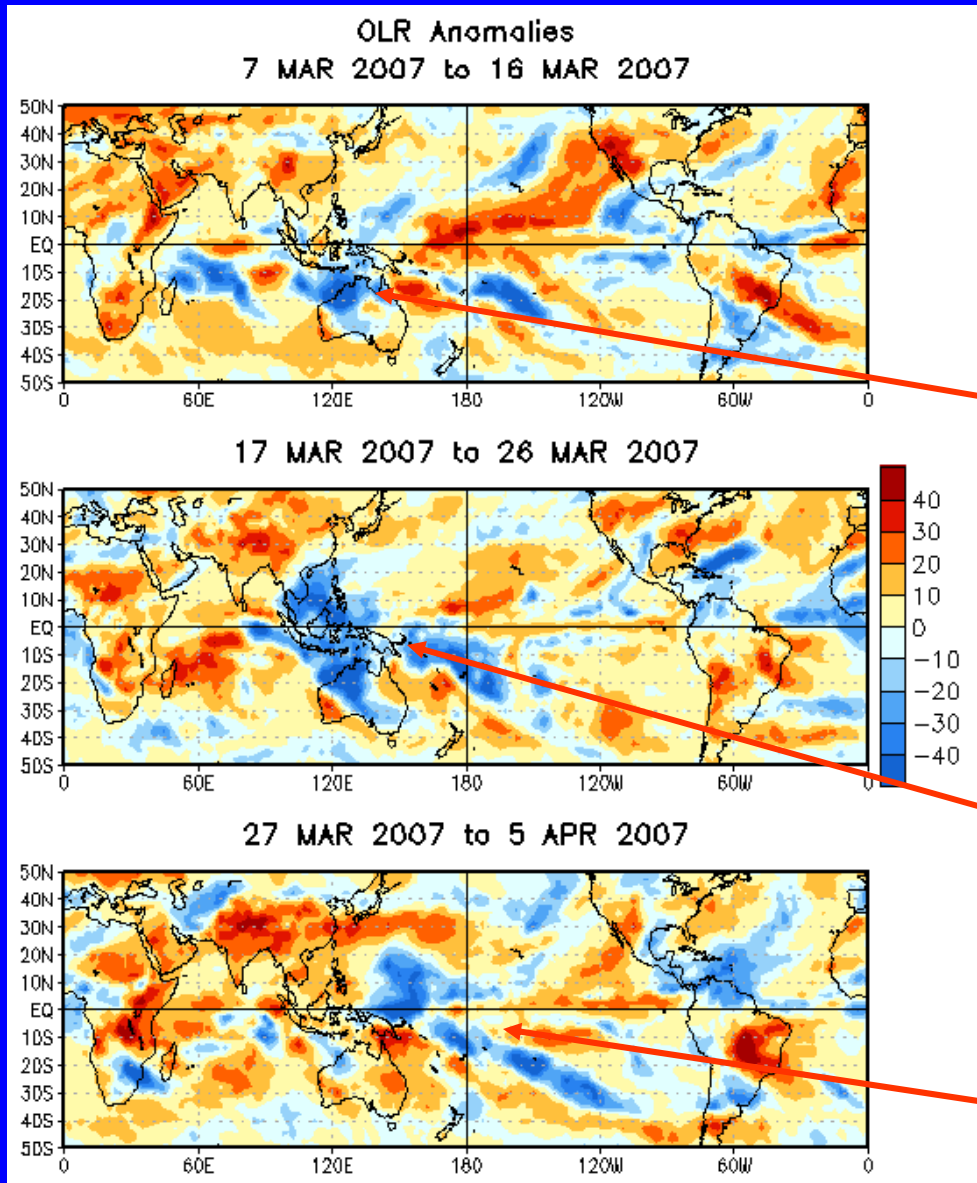 OLR Anomalies
7 MAR 2007 to 16 MAR 2007
50N
40N
30N
20N
10N
EQ
10S
20S
30S
40S
50S
0 60E 120E 180 120W 60W 0
17 MAR 2007 to 26 MAR 2007
50N
40N
30N
20N
10N
EQ
10S
20S
30S
40S
50S
0 60E 120E 180 120W 60W 0
40
30
20
10
0
-10
-20
-30
-40
27 MAR 2007 to 5 APR 2007
50N
40N
30N
20N
10N
EQ
10S
20S
30S
40S
50S
0 60E 120E 180 120W 60W 0